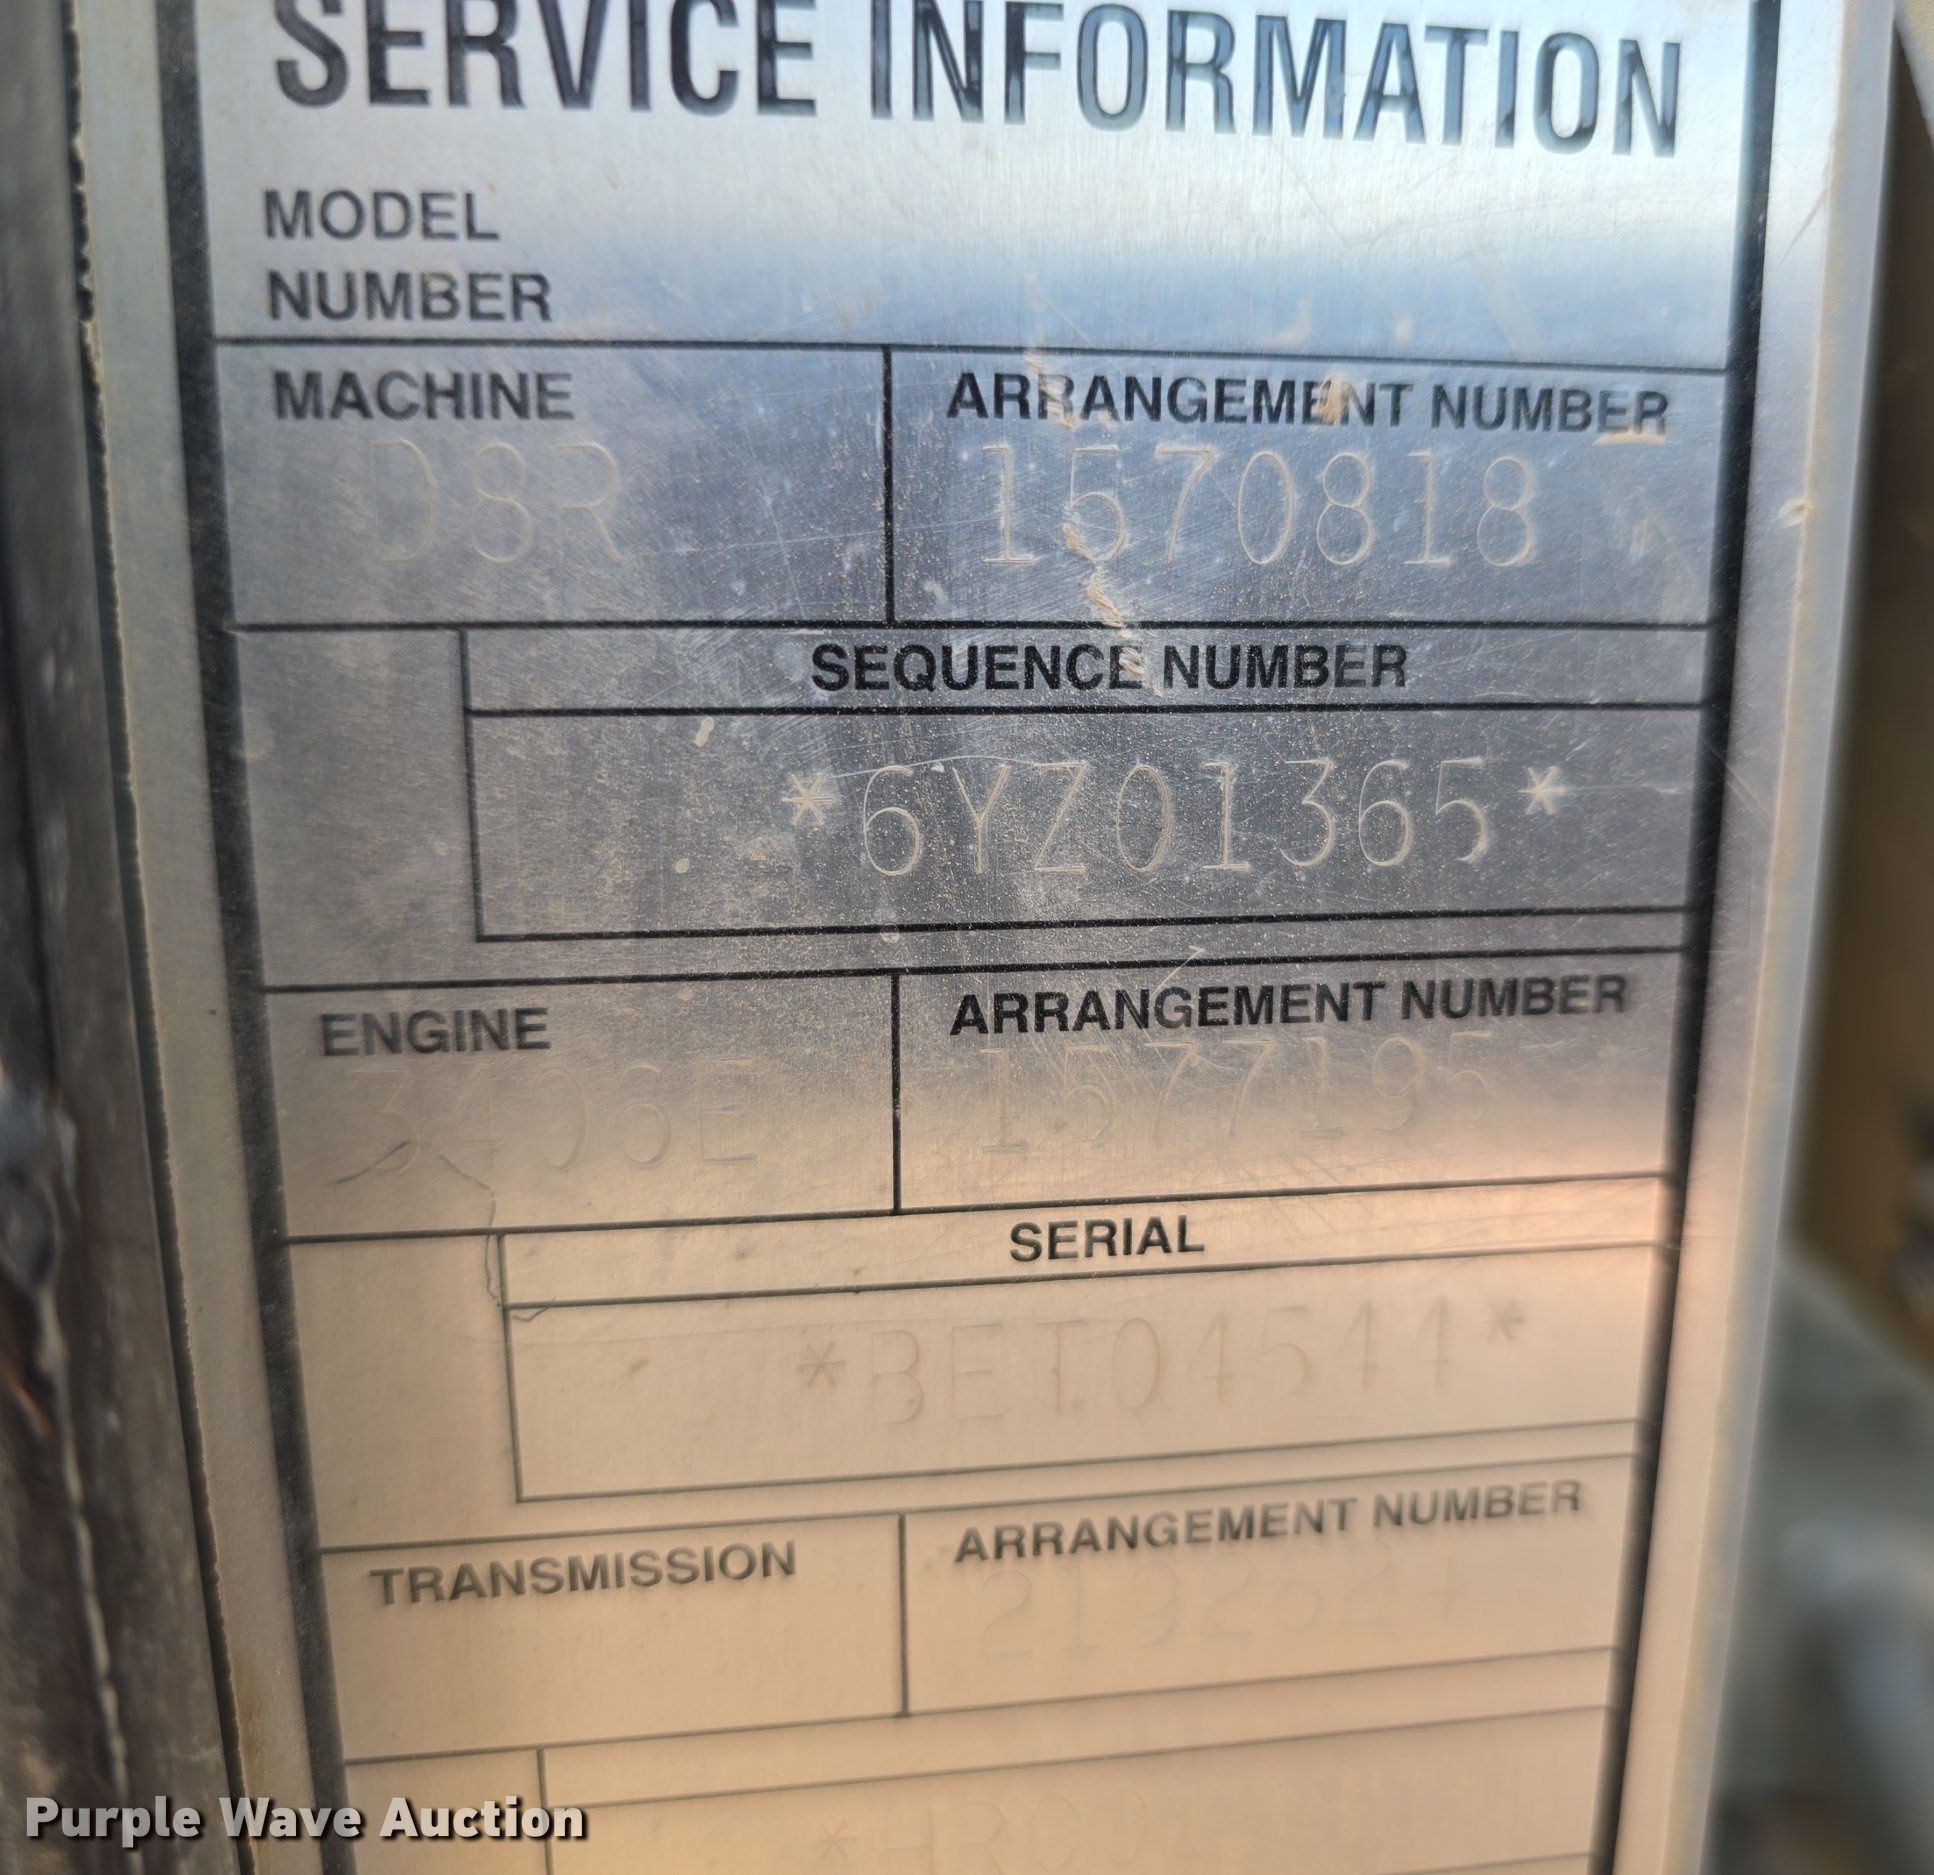 SERVICE INFORMATION
MODEL
NUMBER
MACHINE ARRANGEMENT NUMBER
D8R 1570818
SEQUENCE NUMBER
*6YZ01365*
ENGINE ARRANGEMENT NUMBER
3406E 1577195
SERIAL
*BET04544*
TRANSMISSION ARRANGEMENT NUMBER
Purple Wave Auction